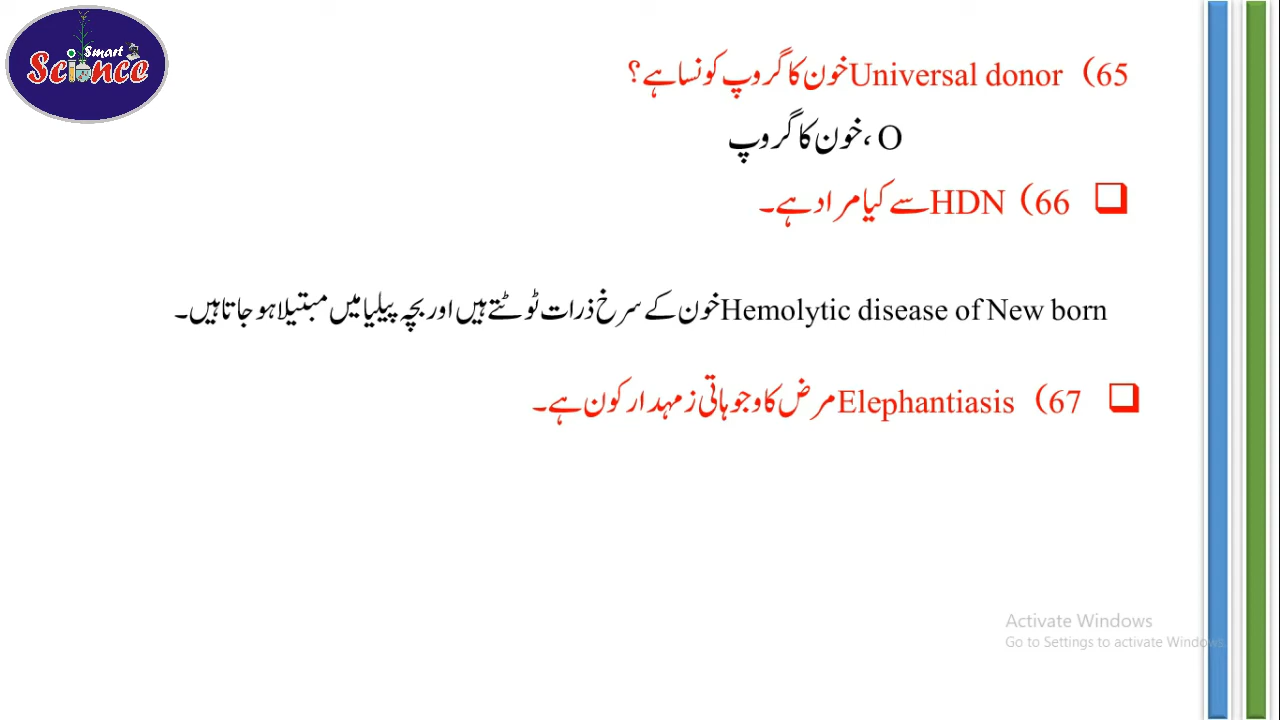 Smart
Science
65) Universal donor خون کا گروپ کونسا ہے ؟
O ، خون کا گروپ
66) HDN سے کیا مراد ہے۔
Hemolytic disease of New born خون کے سرخ ذرات ٹوٹتے ہیں اور بچہ پیلیا میں مبتیلا ہو جاتا ہیں۔
67) Elephantiasis مرض کا وجوہاتی زمہدار کون ہے۔
Activate Windows
Go to Settings to activate Windows.